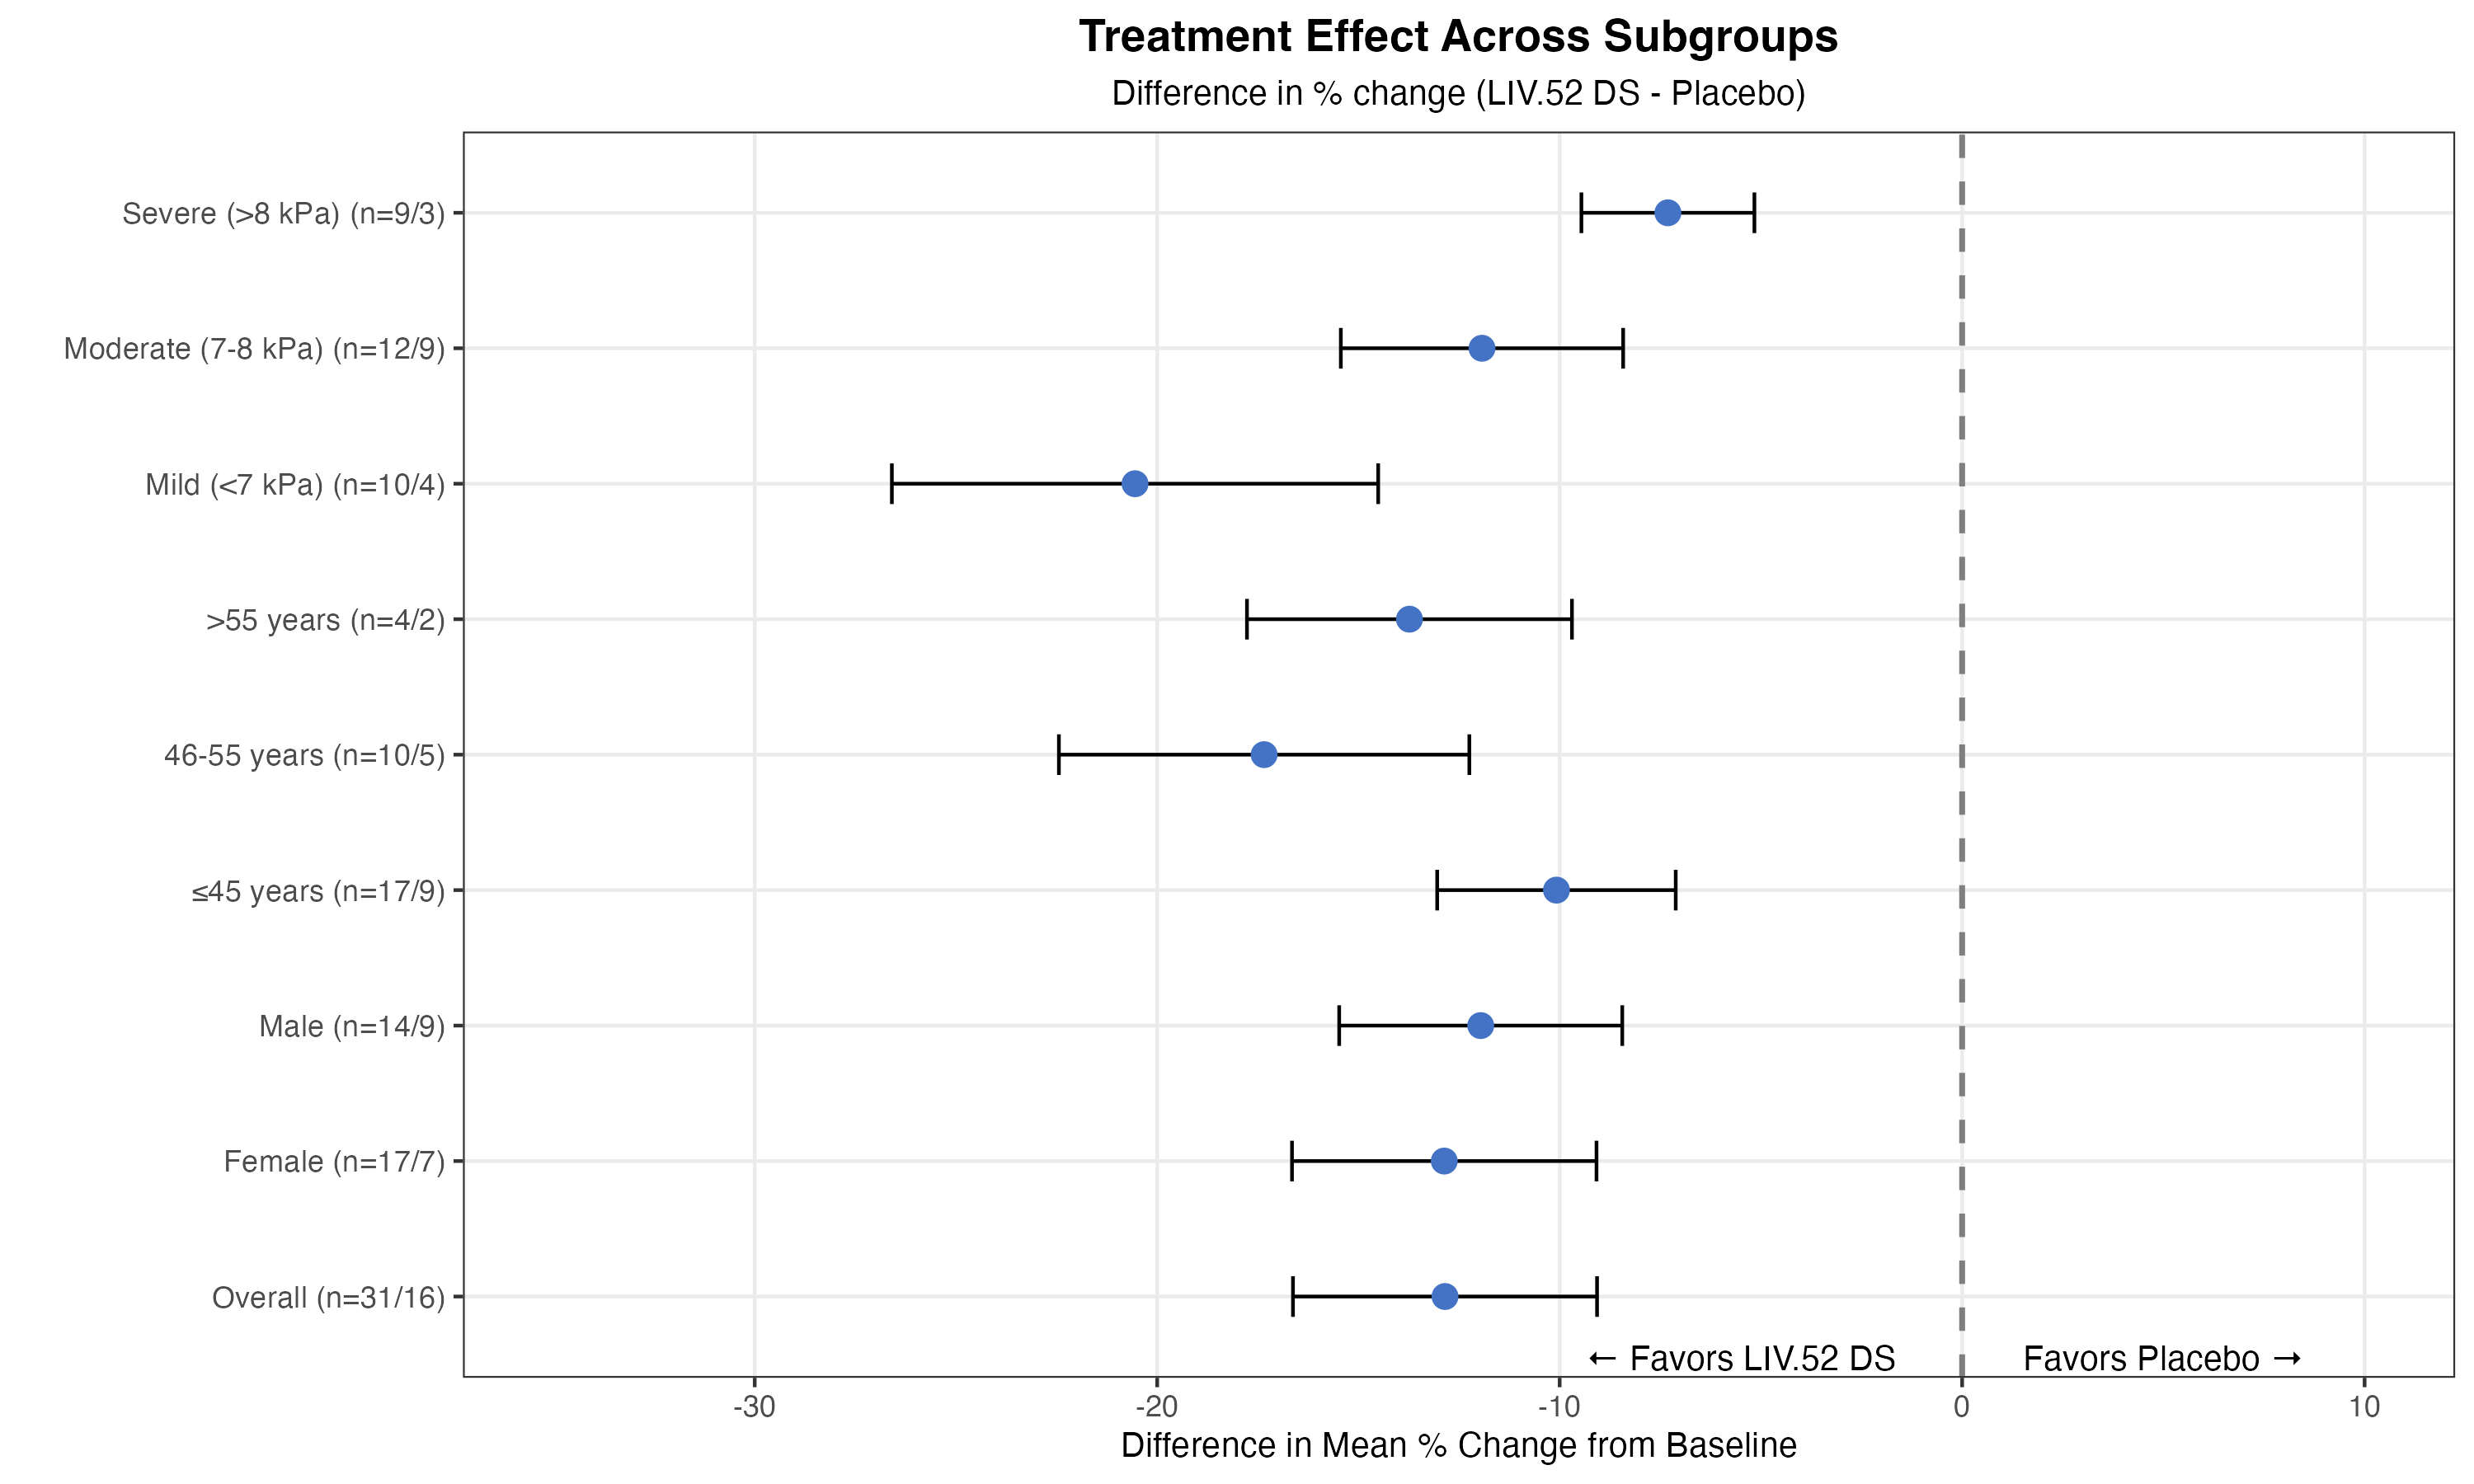 Treatment Effect Across Subgroups
Difference in % change (LIV.52 DS - Placebo)
Severe (>8 kPa) (n=9/3)
Moderate (7-8 kPa) (n=12/9)
Mild (<7 kPa) (n=10/4)
>55 years (n=4/2)
46-55 years (n=10/5)
≤45 years (n=17/9)
Male (n=14/9)
Female (n=17/7)
Overall (n=31/16)
← Favors LIV.52 DS Favors Placebo →
-30 -20 -10 0 10
Difference in Mean % Change from Baseline